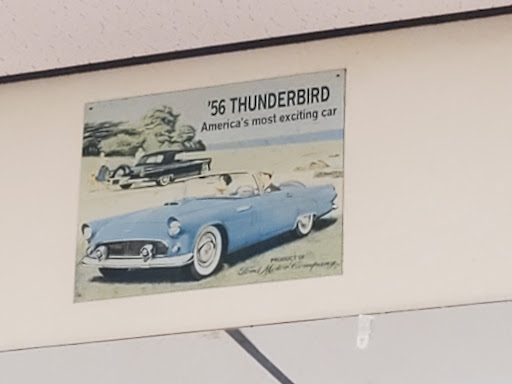 '56 THUNDERBIRD
America's most exciting car
PRODUCT OF
Ford Motor Company